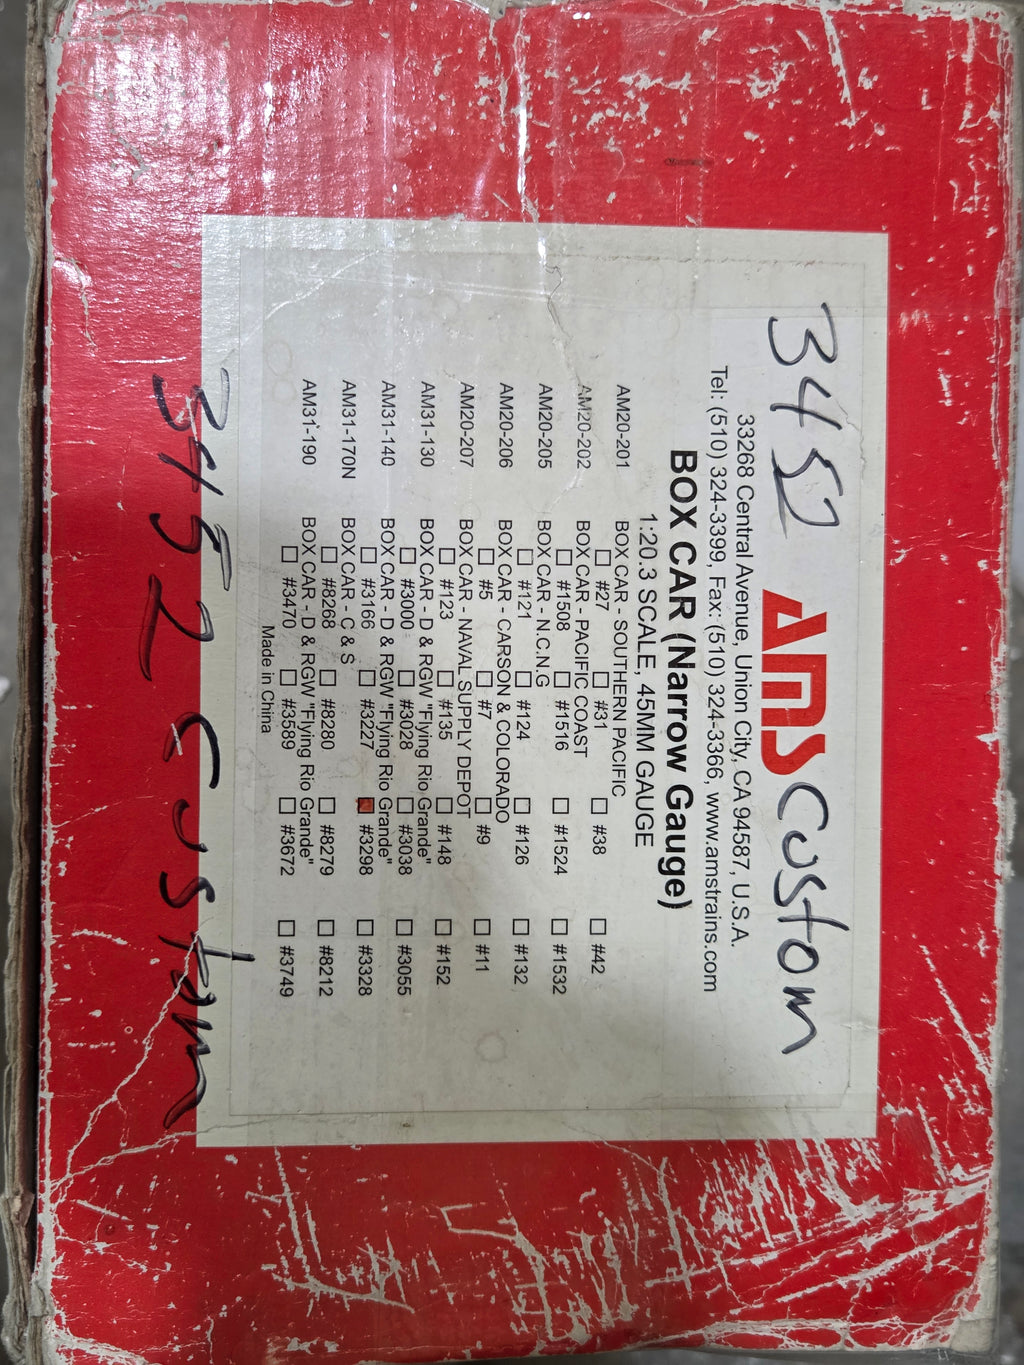 3452 Custom
AMS
33268 Central Avenue, Union City, CA 94587, U.S.A.
Tel: (510) 324-3399, Fax: (510) 324-3366, www.amstrains.com
BOX CAR (Narrow Gauge)
1:20.3 SCALE, 45MM GAUGE
AM20-201 BOX CAR - SOUTHERN PACIFIC
☐ #27 ☐ #31 ☐ #38 ☐ #42
AM20-202 BOX CAR - PACIFIC COAST
☐ #1508 ☐ #1516 ☐ #1524 ☐ #1532
AM20-205 BOX CAR - N.C.N.G
☐ #121 ☐ #124 ☐ #126 ☐ #132
AM20-206 BOX CAR - CARSON & COLORADO
☐ #5 ☐ #7 ☐ #9 ☐ #11
AM20-207 BOX CAR - NAVAL SUPPLY DEPOT
☐ #123 ☐ #135 ☐ #148 ☐ #152
AM31-130 BOX CAR - D & RGW "Flying Rio Grande"
☐ #3000 ☐ #3028 ☐ #3038 ☐ #3055
AM31-140 BOX CAR - D & RGW "Flying Rio Grande"
☐ #3166 ☐ #3227 ☒ #3298 ☐ #3328
AM31-170N BOX CAR - C & S
☐ #8268 ☐ #8280 ☐ #8279 ☐ #8212
AM31-190 BOX CAR - D & RGW "Flying Rio Grande"
☐ #3470 ☐ #3589 ☐ #3672 ☐ #3749
Made in China
3452 Custom